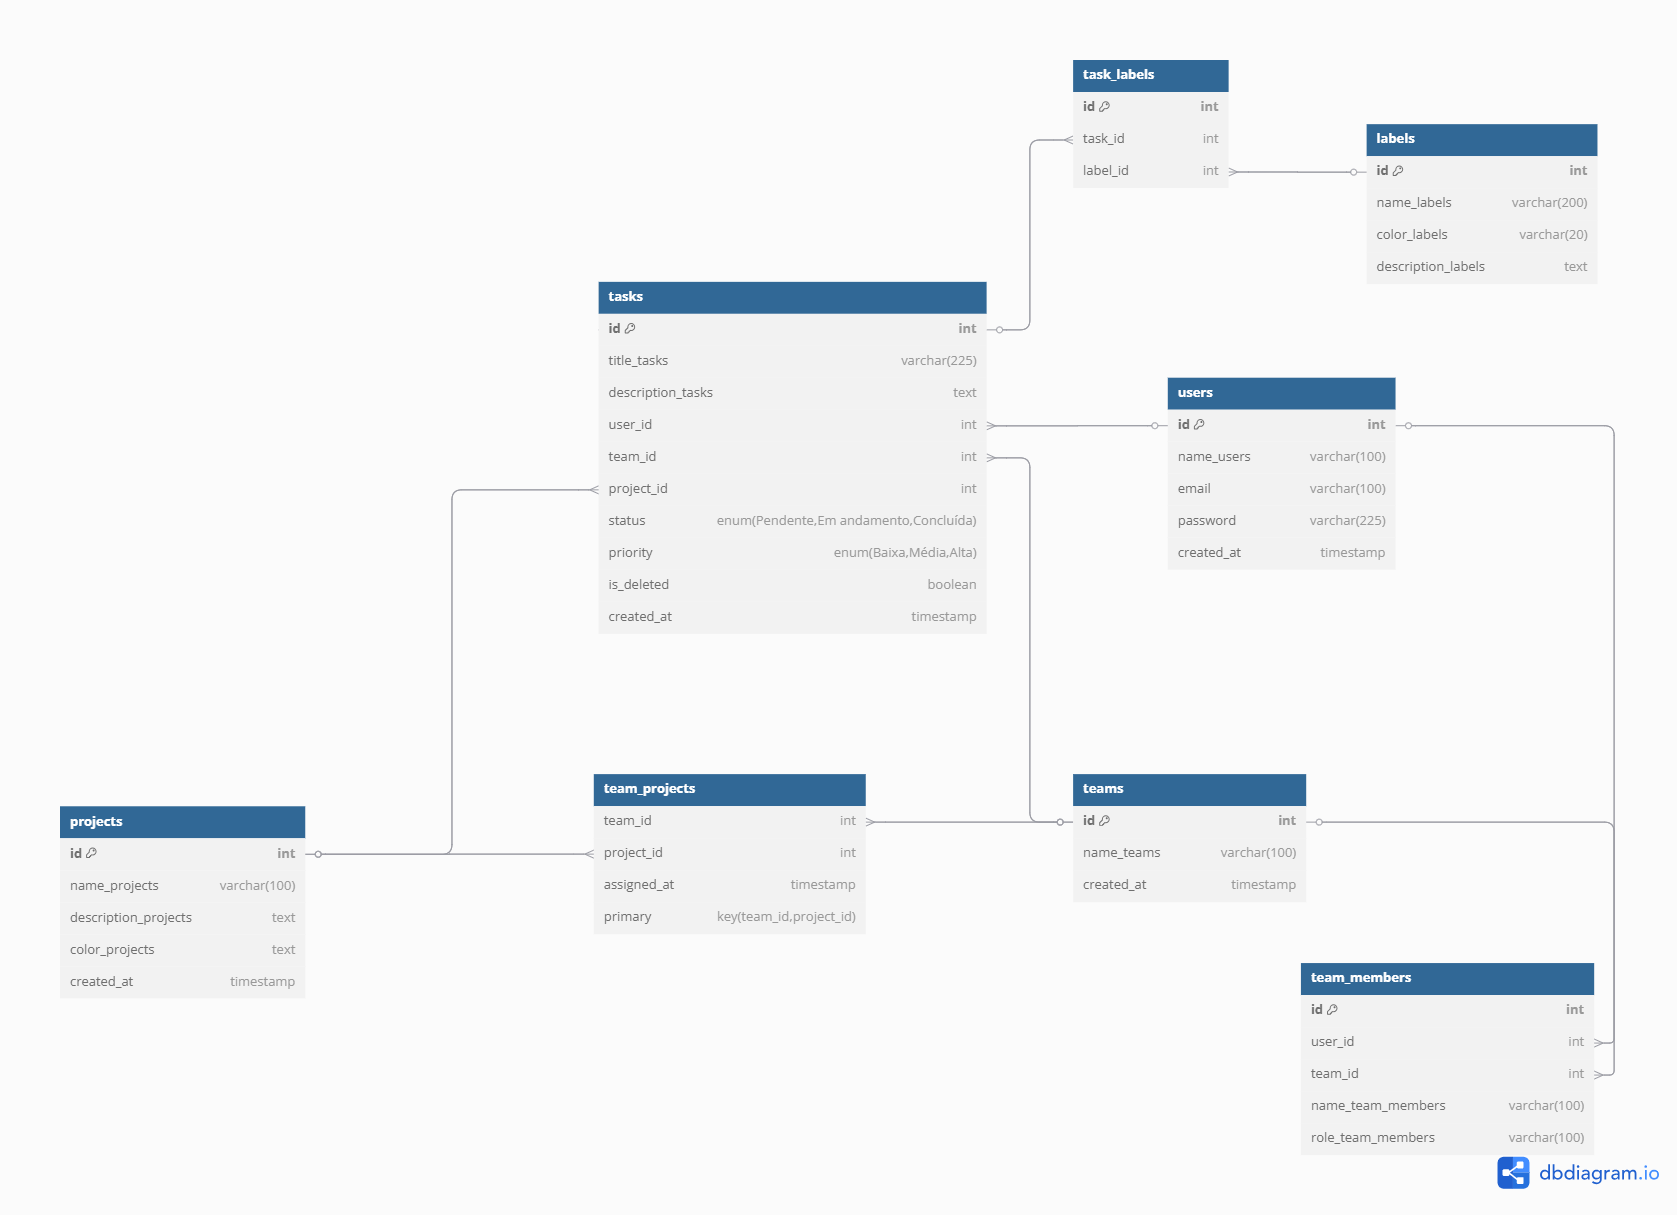 task_labels
id int
task_id int
label_id int
labels
id int
name_labels varchar(200)
color_labels varchar(20)
description_labels text
tasks
id int
title_tasks varchar(225)
description_tasks text
user_id int
team_id int
project_id int
status enum(Pendente,Em andamento,Concluída)
priority enum(Baixa,Média,Alta)
is_deleted boolean
created_at timestamp
users
id int
name_users varchar(100)
email varchar(100)
password varchar(225)
created_at timestamp
projects
id int
name_projects varchar(100)
description_projects text
color_projects text
created_at timestamp
team_projects
team_id int
project_id int
assigned_at timestamp
primary key(team_id,project_id)
teams
id int
name_teams varchar(100)
created_at timestamp
team_members
id int
user_id int
team_id int
name_team_members varchar(100)
role_team_members varchar(100)
dbdiagram.io